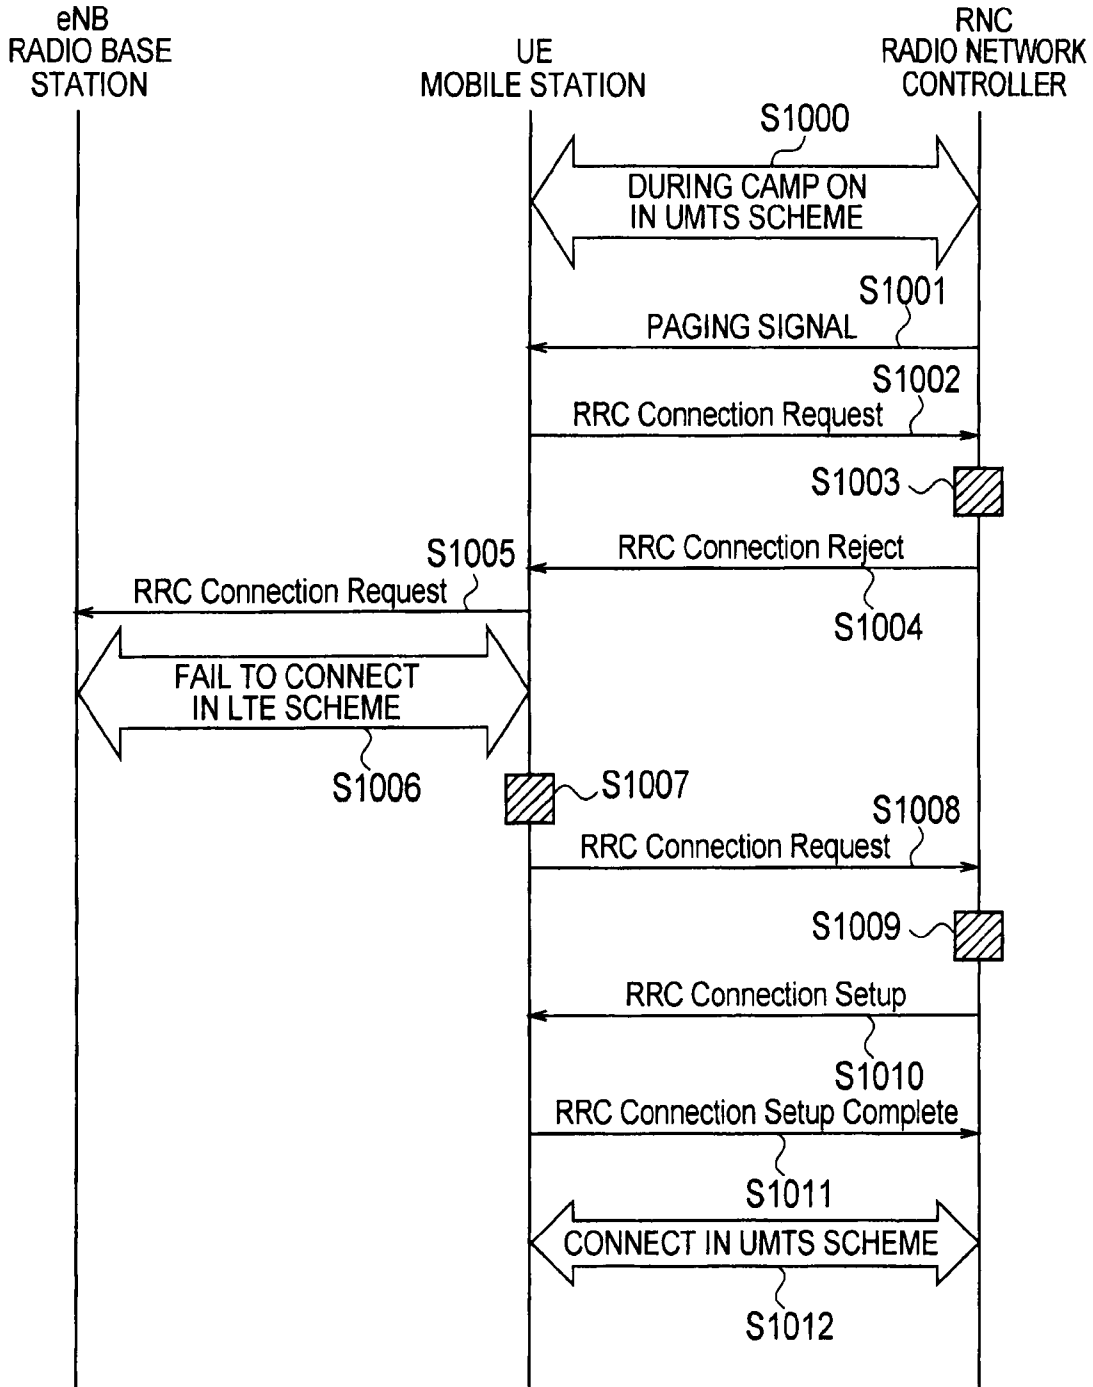 eNB
RADIO BASE
STATION
UE
MOBILE STATION
RNC
RADIO NETWORK
CONTROLLER
S1000
DURING CAMP ON
IN UMTS SCHEME
S1001
PAGING SIGNAL
S1002
RRC Connection Request
S1003
RRC Connection Reject
S1004
S1005
RRC Connection Request
FAIL TO CONNECT
IN LTE SCHEME
S1006
S1007
S1008
RRC Connection Request
S1009
RRC Connection Setup
S1010
RRC Connection Setup Complete
S1011
CONNECT IN UMTS SCHEME
S1012